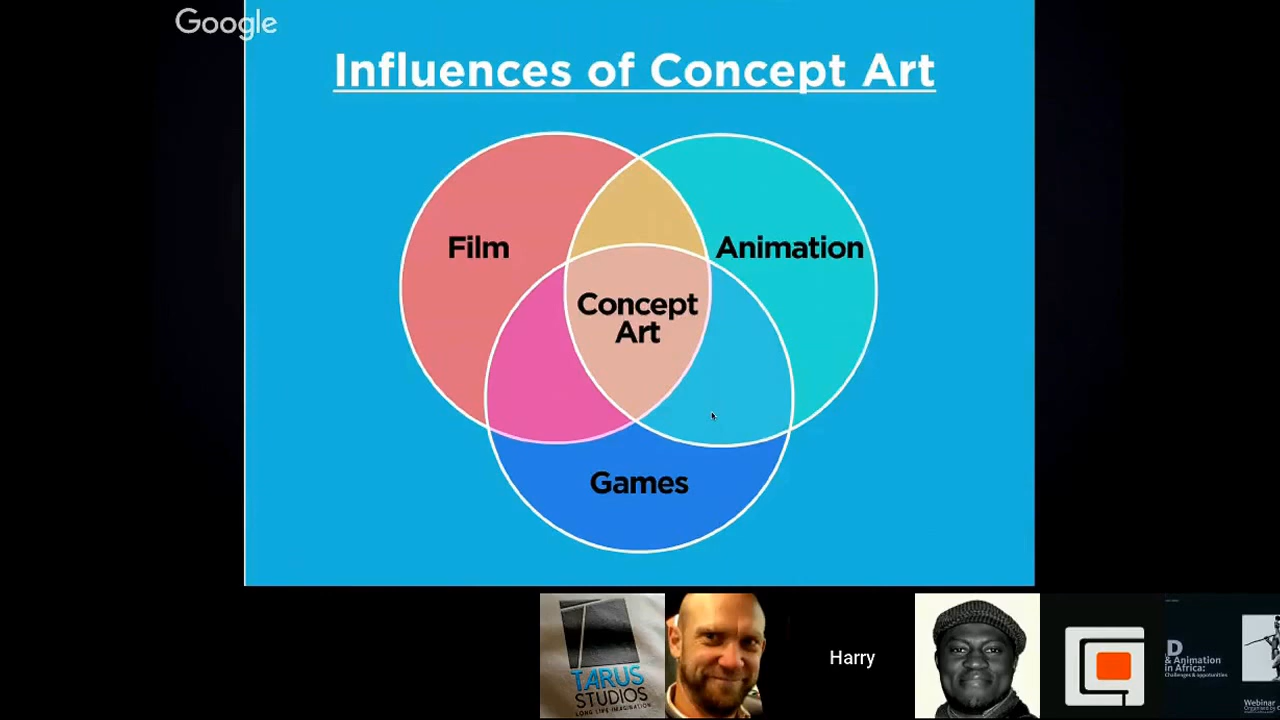 Google
Influences of Concept Art
Film
Animation
Concept
Art
Games
TARUS
STUDIOS
LONG LIVE IMAGINATION
Harry
D
& Animation
in Africa:
Challenges & oppotunities
Webinar